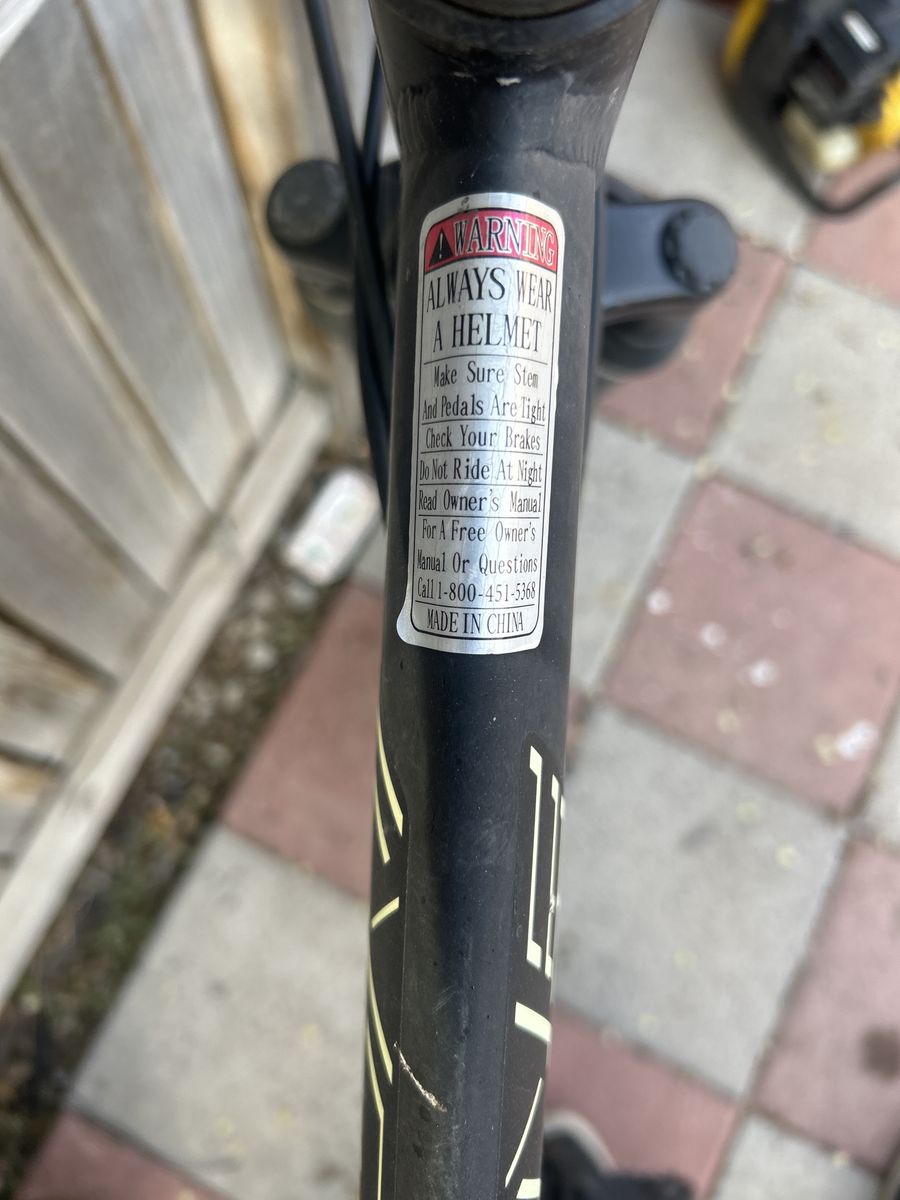 WARNING
ALWAYS WEAR
A HELMET
Make Sure Stem
And Pedals Are Tight
Check Your Brakes
Do Not Ride At Night
Read Owner's Manual
For A Free Owner's
Manual Or Questions
Call 1-800-451-5368
MADE IN CHINA